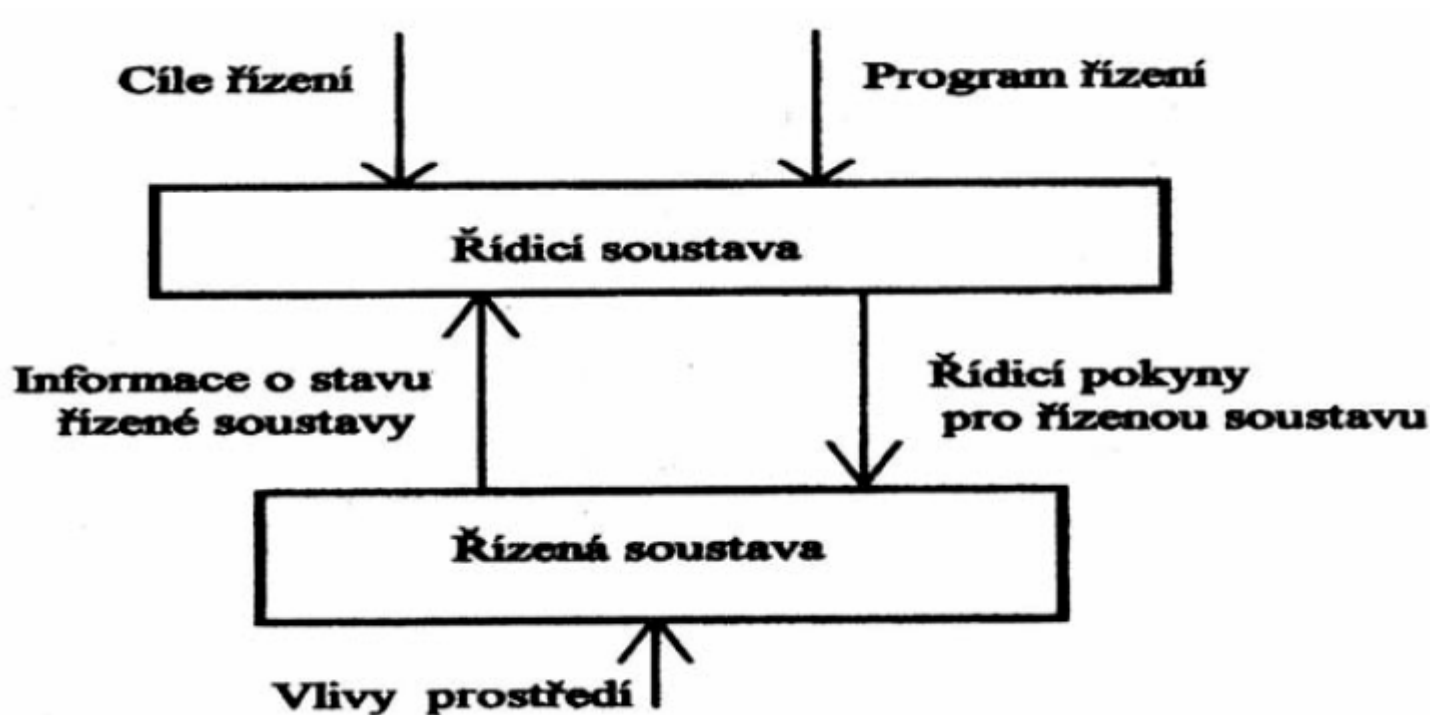 Cíle řízení
Program řízení
Řídicí soustava
Informace o stavu
řízené soustavy
Řídicí pokyny
pro řízenou soustavu
Řízená soustava
Vlivy prostředí